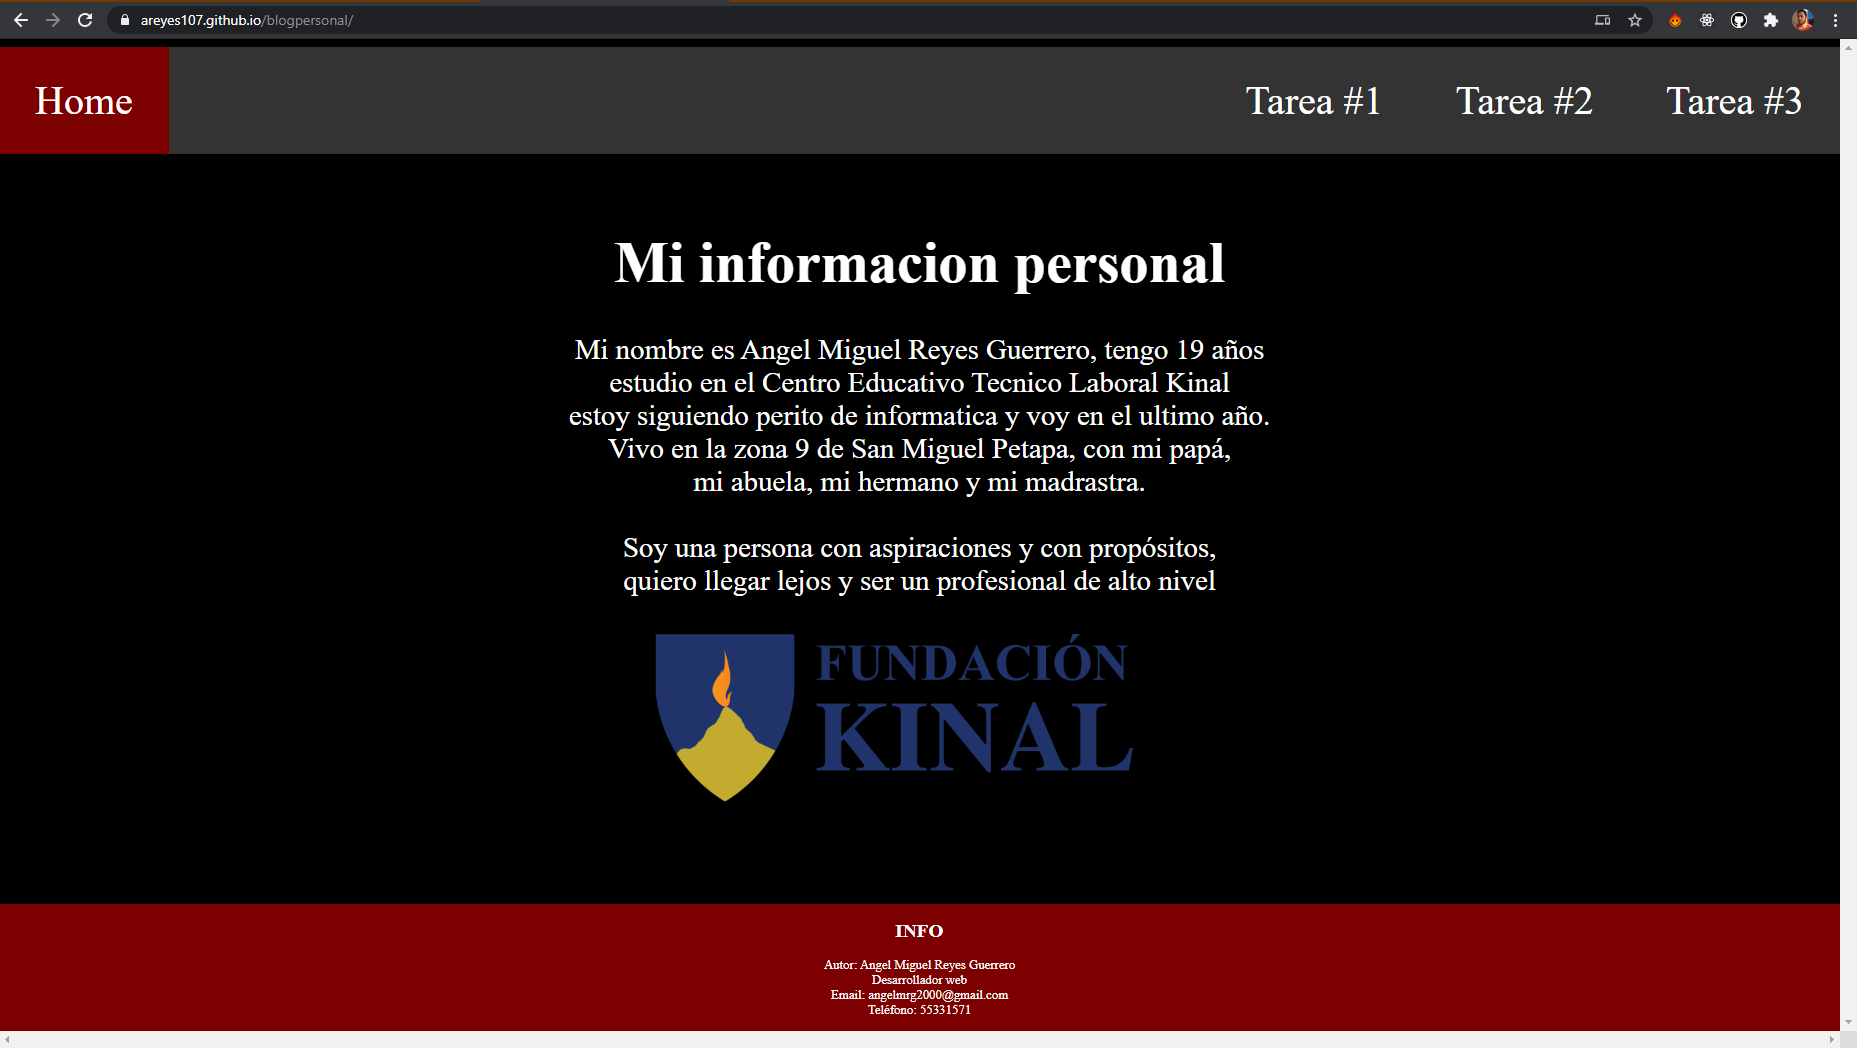 areyes107.github.io/blogpersonal/
Home
Tarea #1
Tarea #2
Tarea #3
Mi informacion personal
Mi nombre es Angel Miguel Reyes Guerrero, tengo 19 años
estudio en el Centro Educativo Tecnico Laboral Kinal
estoy siguiendo perito de informatica y voy en el ultimo año.
Vivo en la zona 9 de San Miguel Petapa, con mi papá,
mi abuela, mi hermano y mi madrastra.
Soy una persona con aspiraciones y con propósitos,
quiero llegar lejos y ser un profesional de alto nivel
FUNDACIÓN
KINAL
INFO
Autor: Angel Miguel Reyes Guerrero
Desarrollador web
Email: angelmrg2000@gmail.com
Teléfono: 55331571